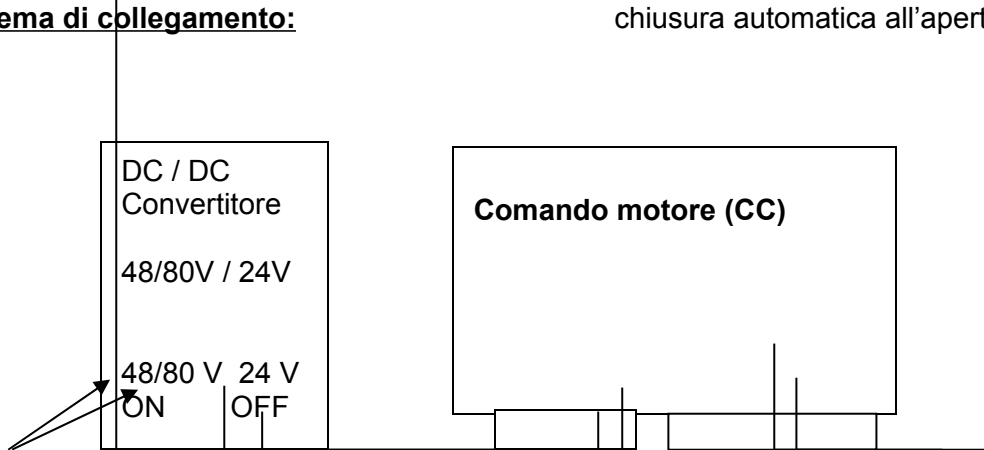 ema di collegamento:
chiusura automatica all'apert
DC / DC
Convertitore
48/80V / 24V
48/80 V 24 V
ON OFF
Comando motore (CC)